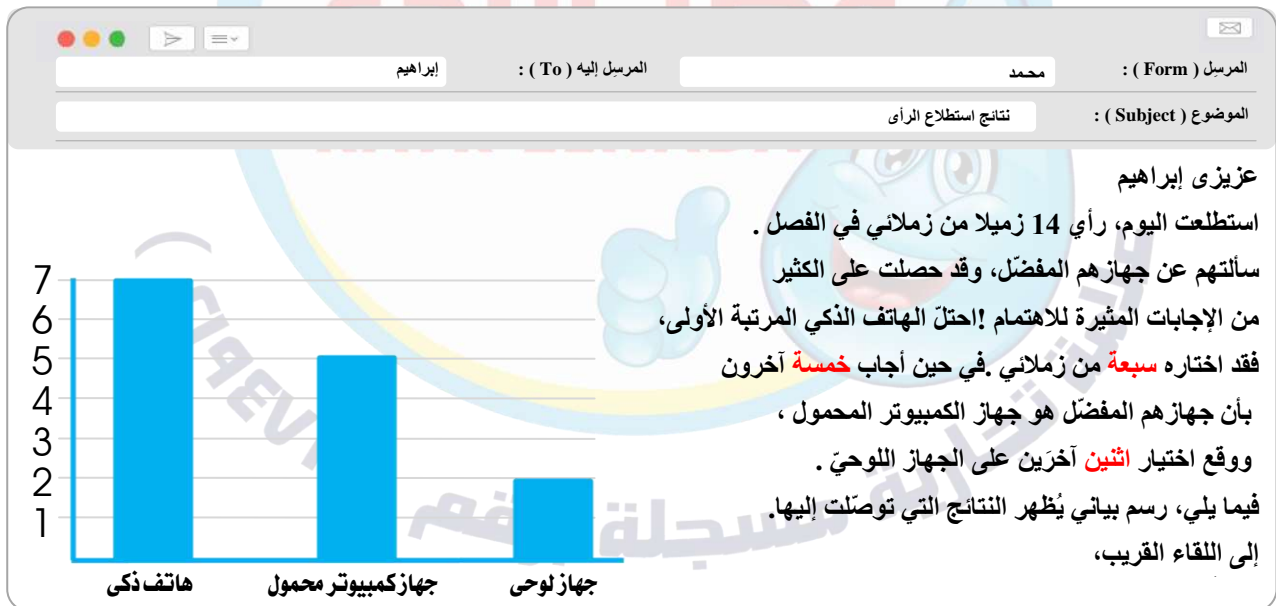 المرسِل ( Form ) : محمد المرسِل إليه ( To ) : إبراهيم
الموضوع ( Subject ) : نتائج استطلاع الرأى
عزيزى إبراهيم
استطلعت اليوم، رأي 14 زميلا من زملائي في الفصل .
سألتهم عن جهازهم المفضّل، وقد حصلت على الكثير
من الإجابات المثيرة للاهتمام !احتلّ الهاتف الذكي المرتبة الأولى،
فقد اختاره سبعة من زملائي .في حين أجاب خمسة آخرون
بأن جهازهم المفضّل هو جهاز الكمبيوتر المحمول ،
ووقع اختيار اثنين آخرَين على الجهاز اللوحيّ .
فيما يلي، رسم بياني يُظهر النتائج التي توصّلت إليها.
إلى اللقاء القريب،
7
6
5
4
3
2
1
هاتف ذكى جهاز كمبيوتر محمول جهاز لوحى
مسجلة